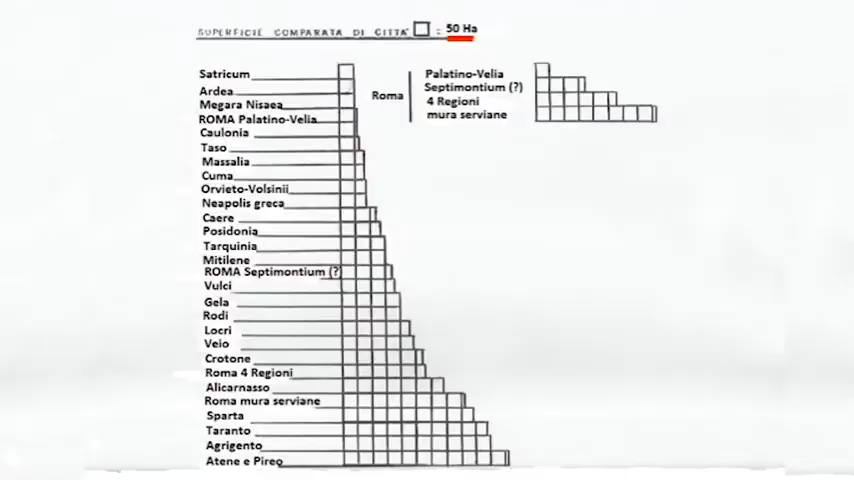 SUPERFICIE COMPARATA DI CITTA' □ = 50 Ha
Satricum
Ardea
Megara Nisaea
ROMA Palatino-Velia
Caulonia
Taso
Massalia
Cuma
Orvieto-Volsinii
Neapolis greca
Caere
Posidonia
Tarquinia
Mitilene
ROMA Septimontium (?)
Vulci
Gela
Rodi
Locri
Veio
Crotone
Roma 4 Regioni
Alicarnasso
Roma mura serviane
Sparta
Taranto
Agrigento
Atene e Pireo
Roma
Palatino-Velia
Septimontium (?)
4 Regioni
mura serviane